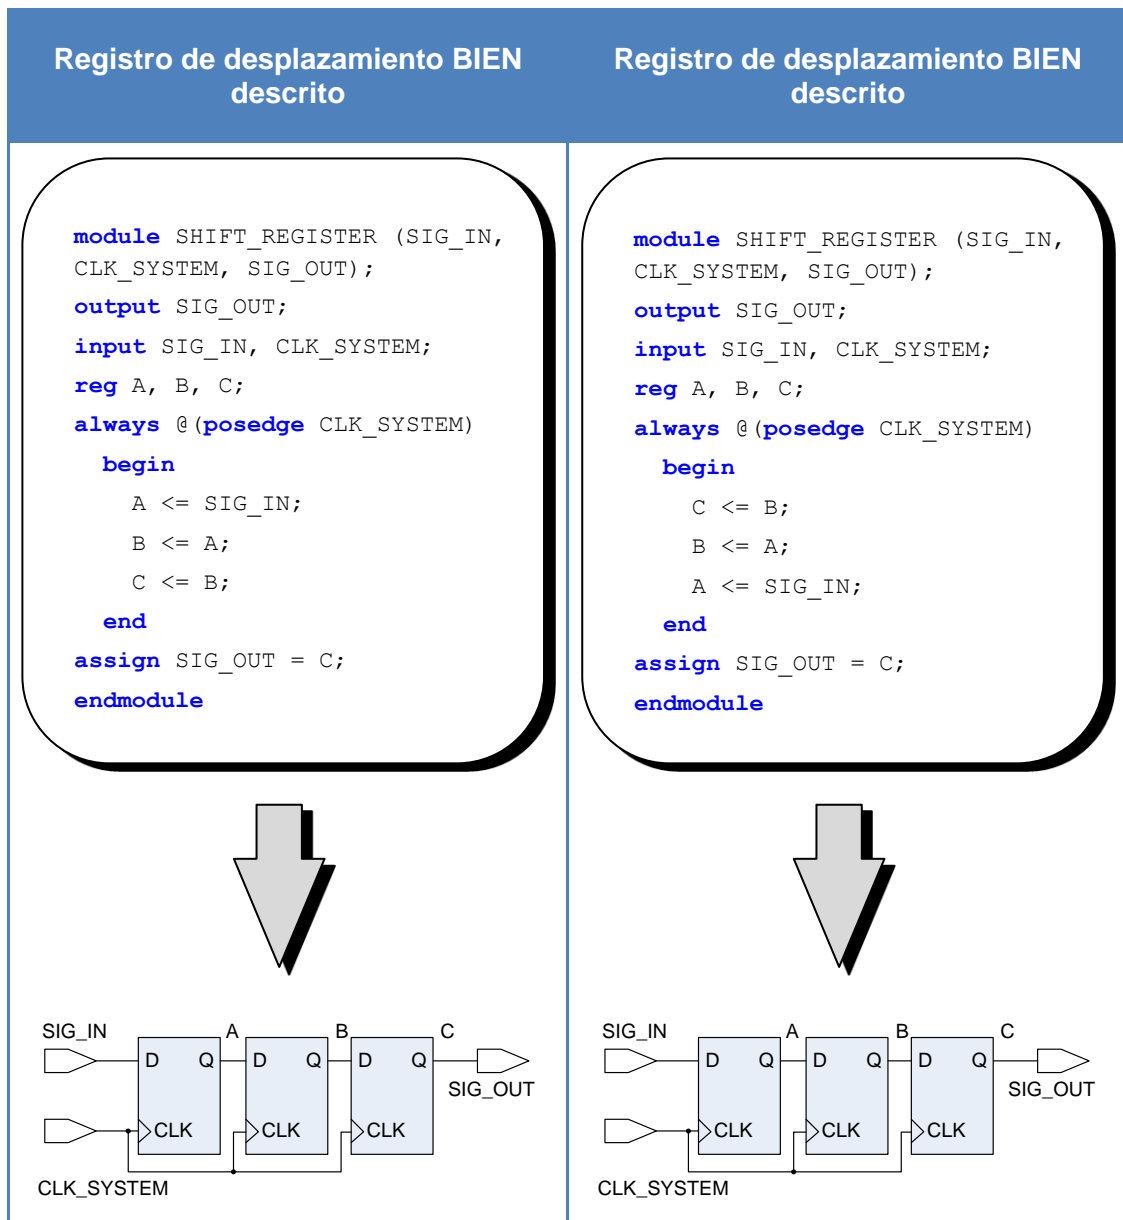 Registro de desplazamiento BIEN
descrito
module SHIFT_REGISTER (SIG_IN,
CLK_SYSTEM, SIG_OUT);
output SIG_OUT;
input SIG_IN, CLK_SYSTEM;
reg A, B, C;
always @(posedge CLK_SYSTEM)
begin
A <= SIG_IN;
B <= A;
C <= B;
end
assign SIG_OUT = C;
endmodule
SIG_IN A B C
D Q D Q D Q
SIG_OUT
CLK CLK CLK
CLK_SYSTEM
Registro de desplazamiento BIEN
descrito
module SHIFT_REGISTER (SIG_IN,
CLK_SYSTEM, SIG_OUT);
output SIG_OUT;
input SIG_IN, CLK_SYSTEM;
reg A, B, C;
always @(posedge CLK_SYSTEM)
begin
C <= B;
B <= A;
A <= SIG_IN;
end
assign SIG_OUT = C;
endmodule
SIG_IN A B C
D Q D Q D Q
SIG_OUT
CLK CLK CLK
CLK_SYSTEM